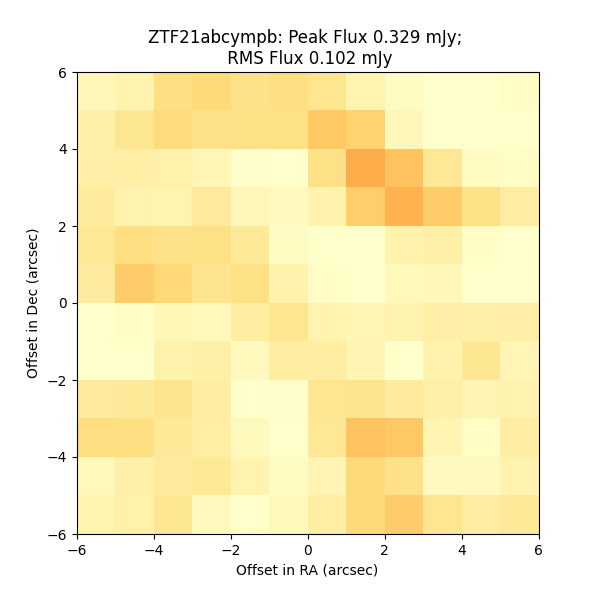 ZTF21abcympb: Peak Flux 0.329 mJy;
RMS Flux 0.102 mJy
6
4
2
0
−2
−4
−6
Offset in Dec (arcsec)
−6 −4 −2 0 2 4 6
Offset in RA (arcsec)